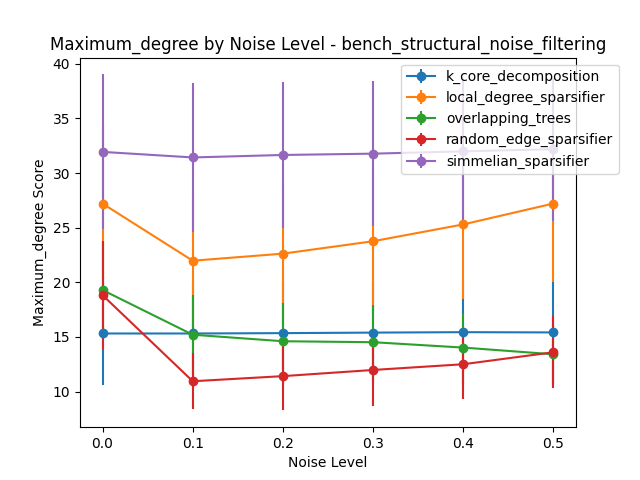 Maximum_degree by Noise Level - bench_structural_noise_filtering
k_core_decomposition
local_degree_sparsifier
overlapping_trees
random_edge_sparsifier
simmelian_sparsifier
Maximum_degree Score
40
35
30
25
20
15
10
0.0 0.1 0.2 0.3 0.4 0.5
Noise Level